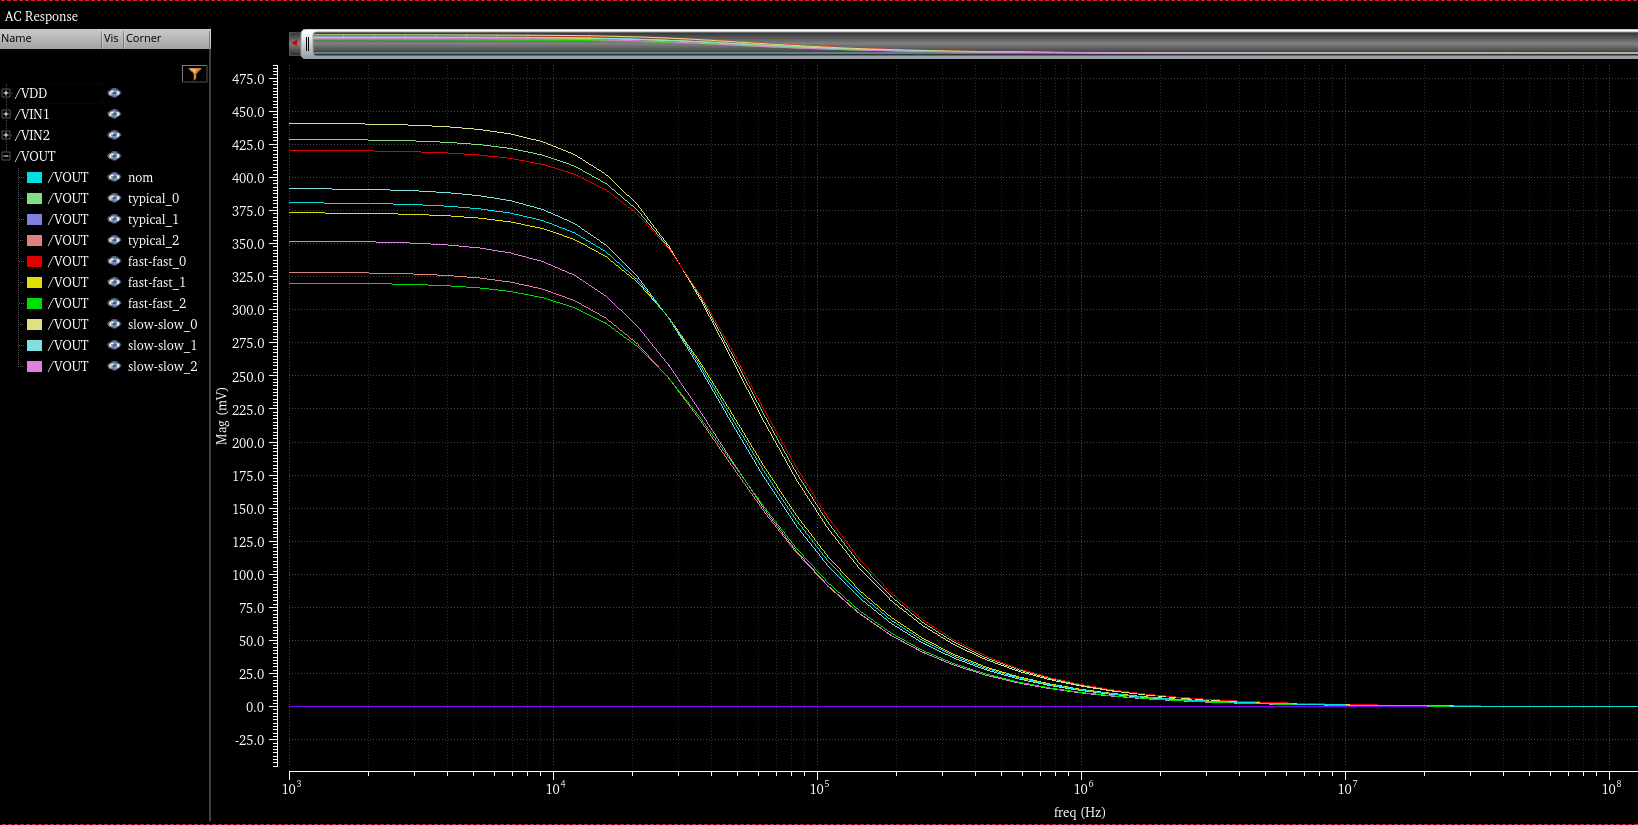 AC Response
Name Vis Corner
/VDD
/VIN1
/VIN2
/VOUT
/VOUT nom
/VOUT typical_0
/VOUT typical_1
/VOUT typical_2
/VOUT fast-fast_0
/VOUT fast-fast_1
/VOUT fast-fast_2
/VOUT slow-slow_0
/VOUT slow-slow_1
/VOUT slow-slow_2
Mag (mV)
475.0
450.0
425.0
400.0
375.0
350.0
325.0
300.0
275.0
250.0
225.0
200.0
175.0
150.0
125.0
100.0
75.0
50.0
25.0
0.0
-25.0
10³ 10⁴ 10⁵ 10⁶ 10⁷ 10⁸
freq (Hz)